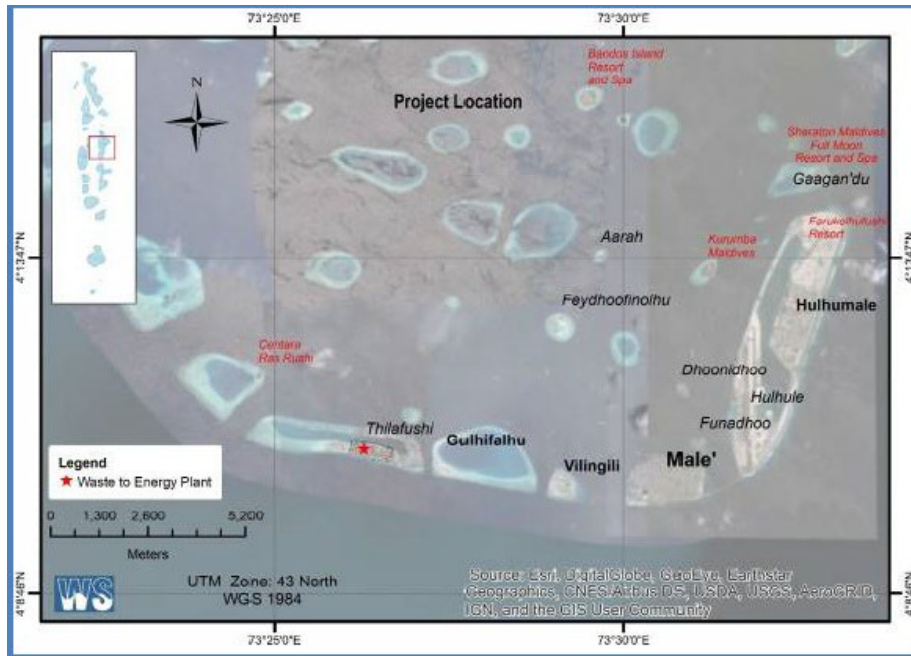 73°25'0"E
73°30'0"E
N
Project Location
Bandos Island
Resort
and Spa
Sheraton Maldives
Full Moon
Resort and Spa
Gaagan'du
4°13'47"N
4°13'47"N
Aarah
Kurumba
Maldives
Farukolhufushi
Resort
Feydhoofinolhu
Hulhumale
Centara
Ras Fushi
Dhoonidhoo
Hulhule
Thilafushi
Gulhifalhu
Funadhoo
Vilingili
Male'
Legend
Waste to Energy Plant
0 1,300 2,600 5,200
Meters
WS
UTM Zone: 43 North
WGS 1984
Source: Esri, DigitalGlobe, GeoEye, Earthstar
Geographics, CNES/Airbus DS, USDA, USGS, AeroGRID,
IGN, and the GIS User Community
4°8'46"N
4°8'46"N
73°25'0"E
73°30'0"E